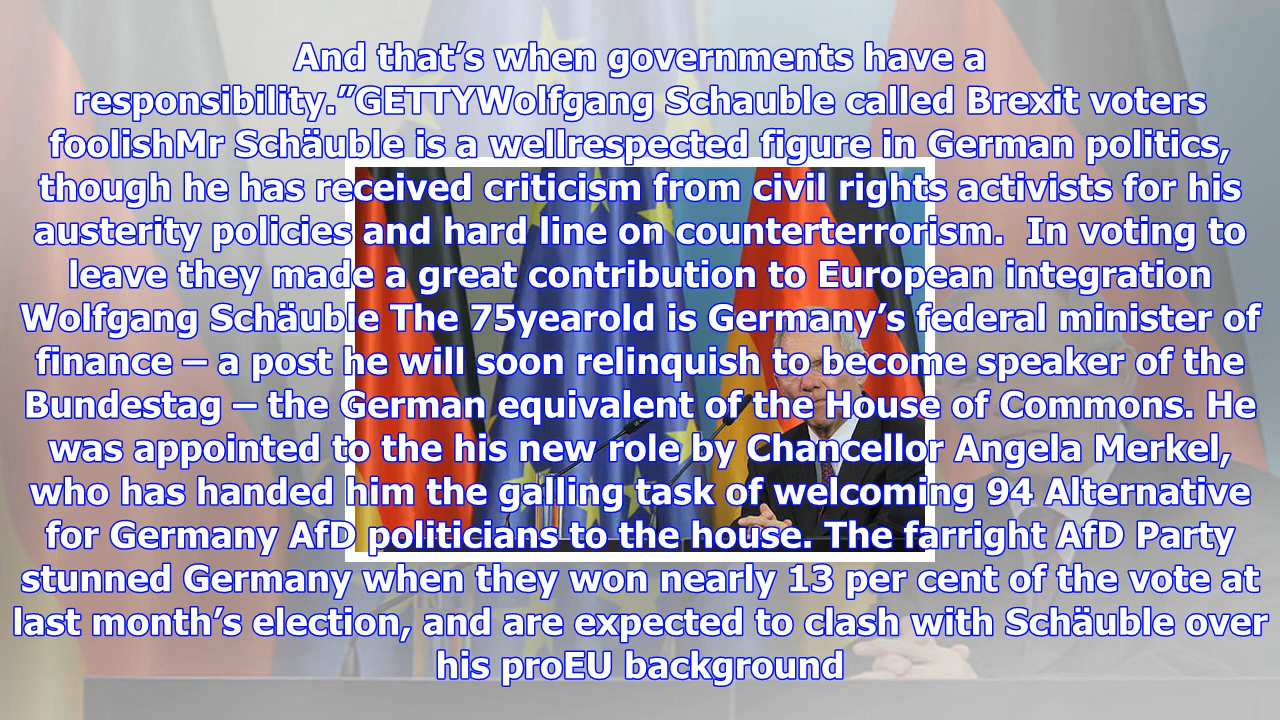 And that’s when governments have a
responsibility.”GETTYWolfgang Schauble called Brexit voters
foolishMr Schäuble is a wellrespected figure in German politics,
though he has received criticism from civil rights activists for his
austerity policies and hard line on counterterrorism.  In voting to
leave they made a great contribution to European integration
Wolfgang Schäuble The 75yearold is Germany’s federal minister of
finance – a post he will soon relinquish to become speaker of the
Bundestag – the German equivalent of the House of Commons. He
was appointed to the his new role by Chancellor Angela Merkel,
who has handed him the galling task of welcoming 94 Alternative
for Germany AfD politicians to the house. The farright AfD Party
stunned Germany when they won nearly 13 per cent of the vote at
last month’s election, and are expected to clash with Schäuble over
his proEU background